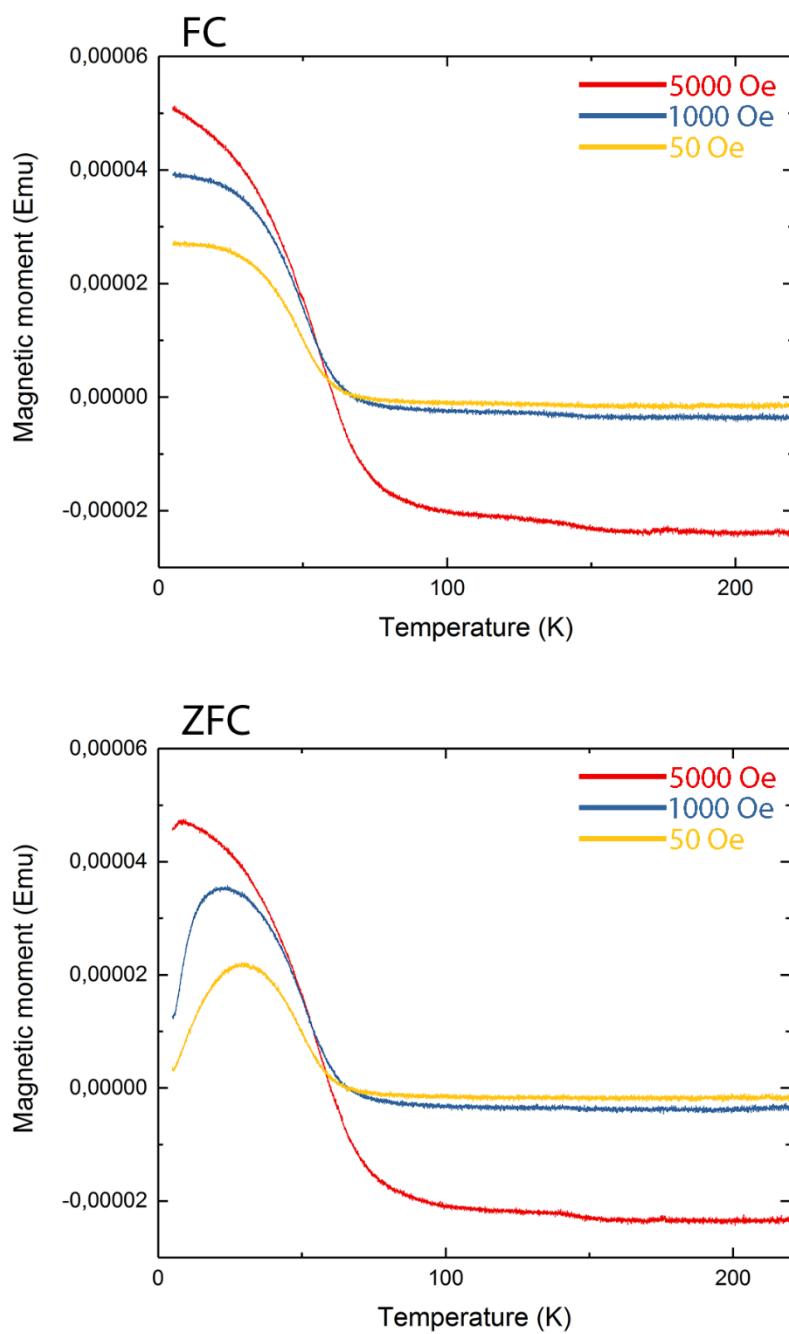 FC
0,00006
0,00004
0,00002
0,00000
-0,00002
Magnetic moment (Emu)
5000 Oe
1000 Oe
50 Oe
0
100
200
Temperature (K)
ZFC
0,00006
0,00004
0,00002
0,00000
-0,00002
Magnetic moment (Emu)
5000 Oe
1000 Oe
50 Oe
0
100
200
Temperature (K)